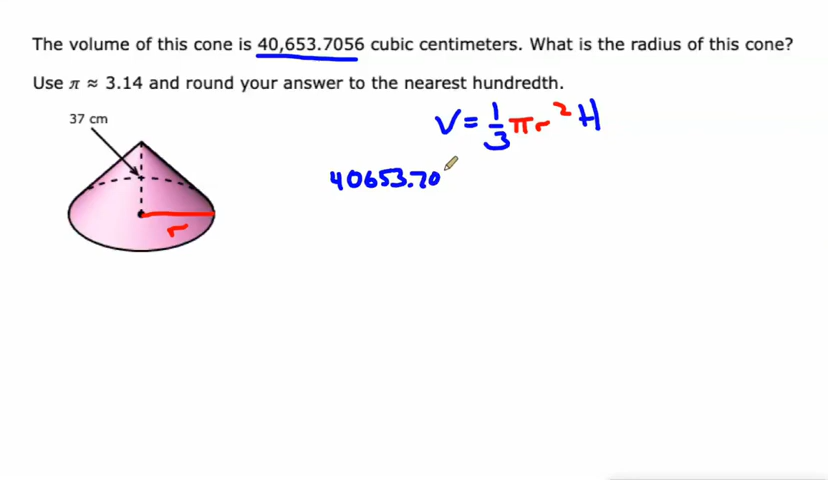 The volume of this cone is 40,653.7056 cubic centimeters. What is the radius of this cone?
Use π ≈ 3.14 and round your answer to the nearest hundredth.
37 cm
V = 1/3 πr²H
40653.70
r